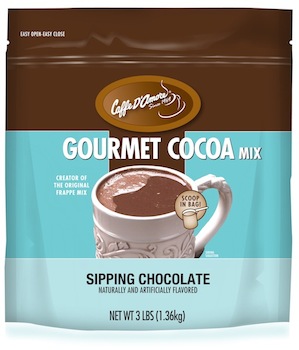 EASY OPEN-EASY CLOSE
Caffe D'Amore
GOURMET COCOA MIX
CREATOR OF
THE ORIGINAL
FRAPPE MIX
SCOOP
IN BAG!
SIPPING CHOCOLATE
NATURALLY AND ARTIFICIALLY FLAVORED
NET WT 3 LBS (1.36kg)